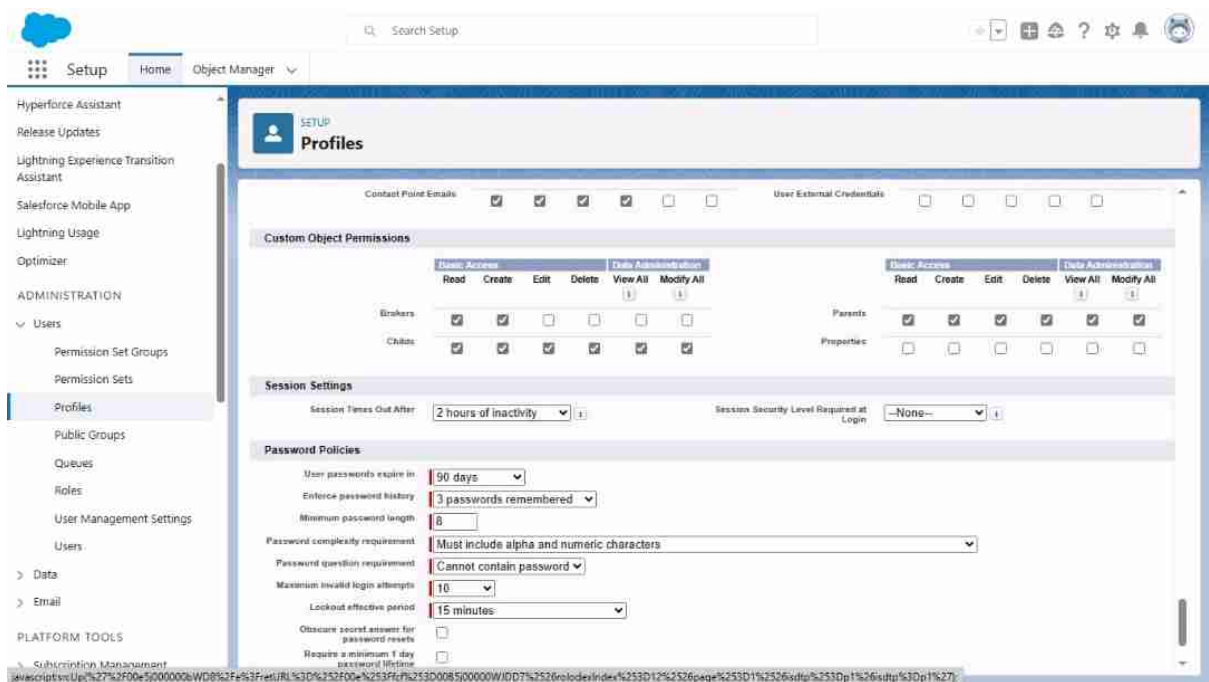 Search Setup
Setup Home Object Manager
Hyperforce Assistant
Release Updates
Lightning Experience Transition
Assistant
Salesforce Mobile App
Lightning Usage
Optimizer
ADMINISTRATION
Users
Permission Set Groups
Permission Sets
Profiles
Public Groups
Queues
Roles
User Management Settings
Users
Data
Email
PLATFORM TOOLS
Subscription Management
SETUP
Profiles
Contact Point Emails User External Credentials
Custom Object Permissions
Basic Access Data Administration Basic Access Data Administration
Read Create Edit Delete View All Modify All Read Create Edit Delete View All Modify All
Brokers Parents
Childs Properties
Session Settings
Session Times Out After 2 hours of inactivity Session Security Level Required at
Login --None--
Password Policies
User passwords expire in 90 days
Enforce password history 3 passwords remembered
Minimum password length 8
Password complexity requirement Must include alpha and numeric characters
Password question requirement Cannot contain password
Maximum invalid login attempts 10
Lockout effective period 15 minutes
Obscure secret answer for
password resets
Require a minimum 1 day
password lifetime